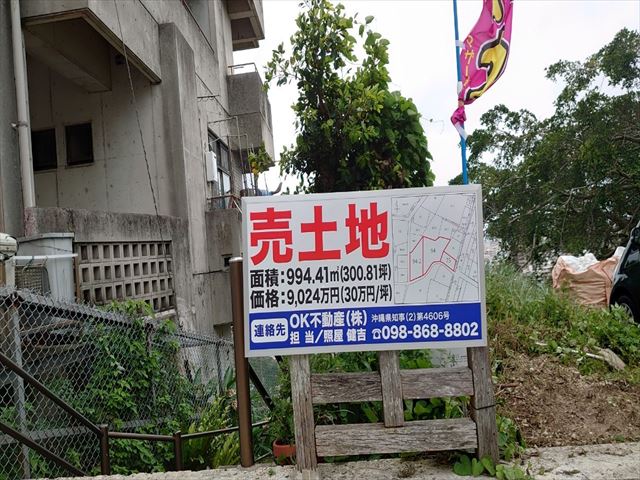 売土地
面積:994,41㎡(300.81坪)
価格:9,024万円(30万円/坪)
連絡先
OK不動産(株) 沖縄県知事(2)第4606号
担 当/照屋 健吉 ☎098-868-8802